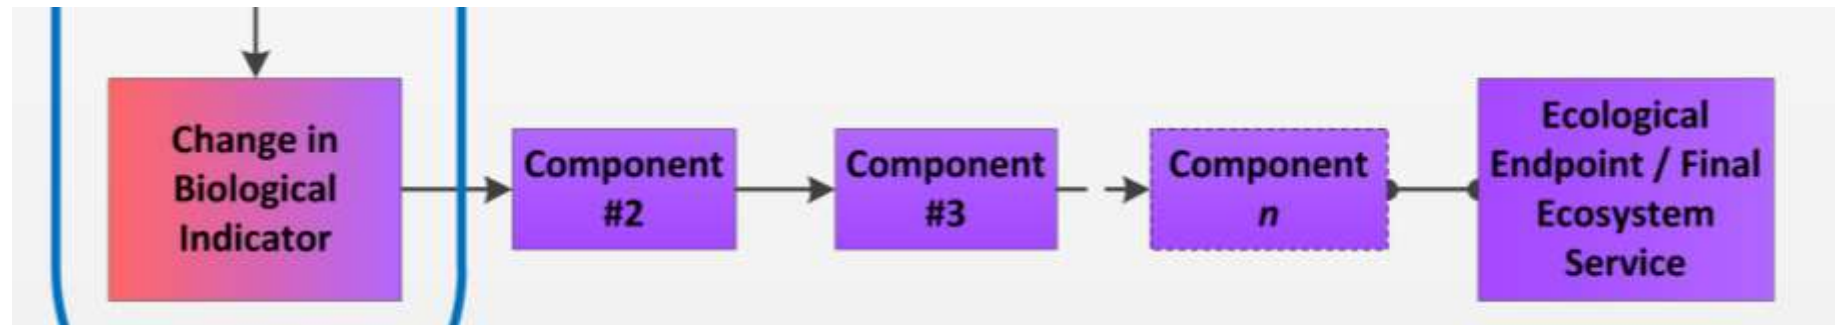 Change in
Biological
Indicator
Component
#2
Component
#3
Component
n
Ecological
Endpoint / Final
Ecosystem
Service